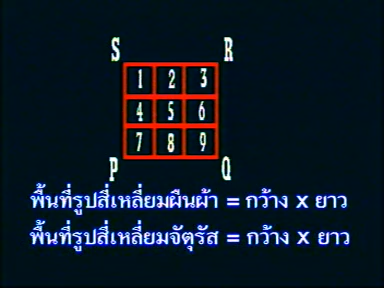 S R
1 2 3
4 5 6
7 8 9
P Q
พื้นที่รูปสี่เหลี่ยมผืนผ้า = กว้าง x ยาว
พื้นที่รูปสี่เหลี่ยมจัตุรัส = กว้าง x ยาว